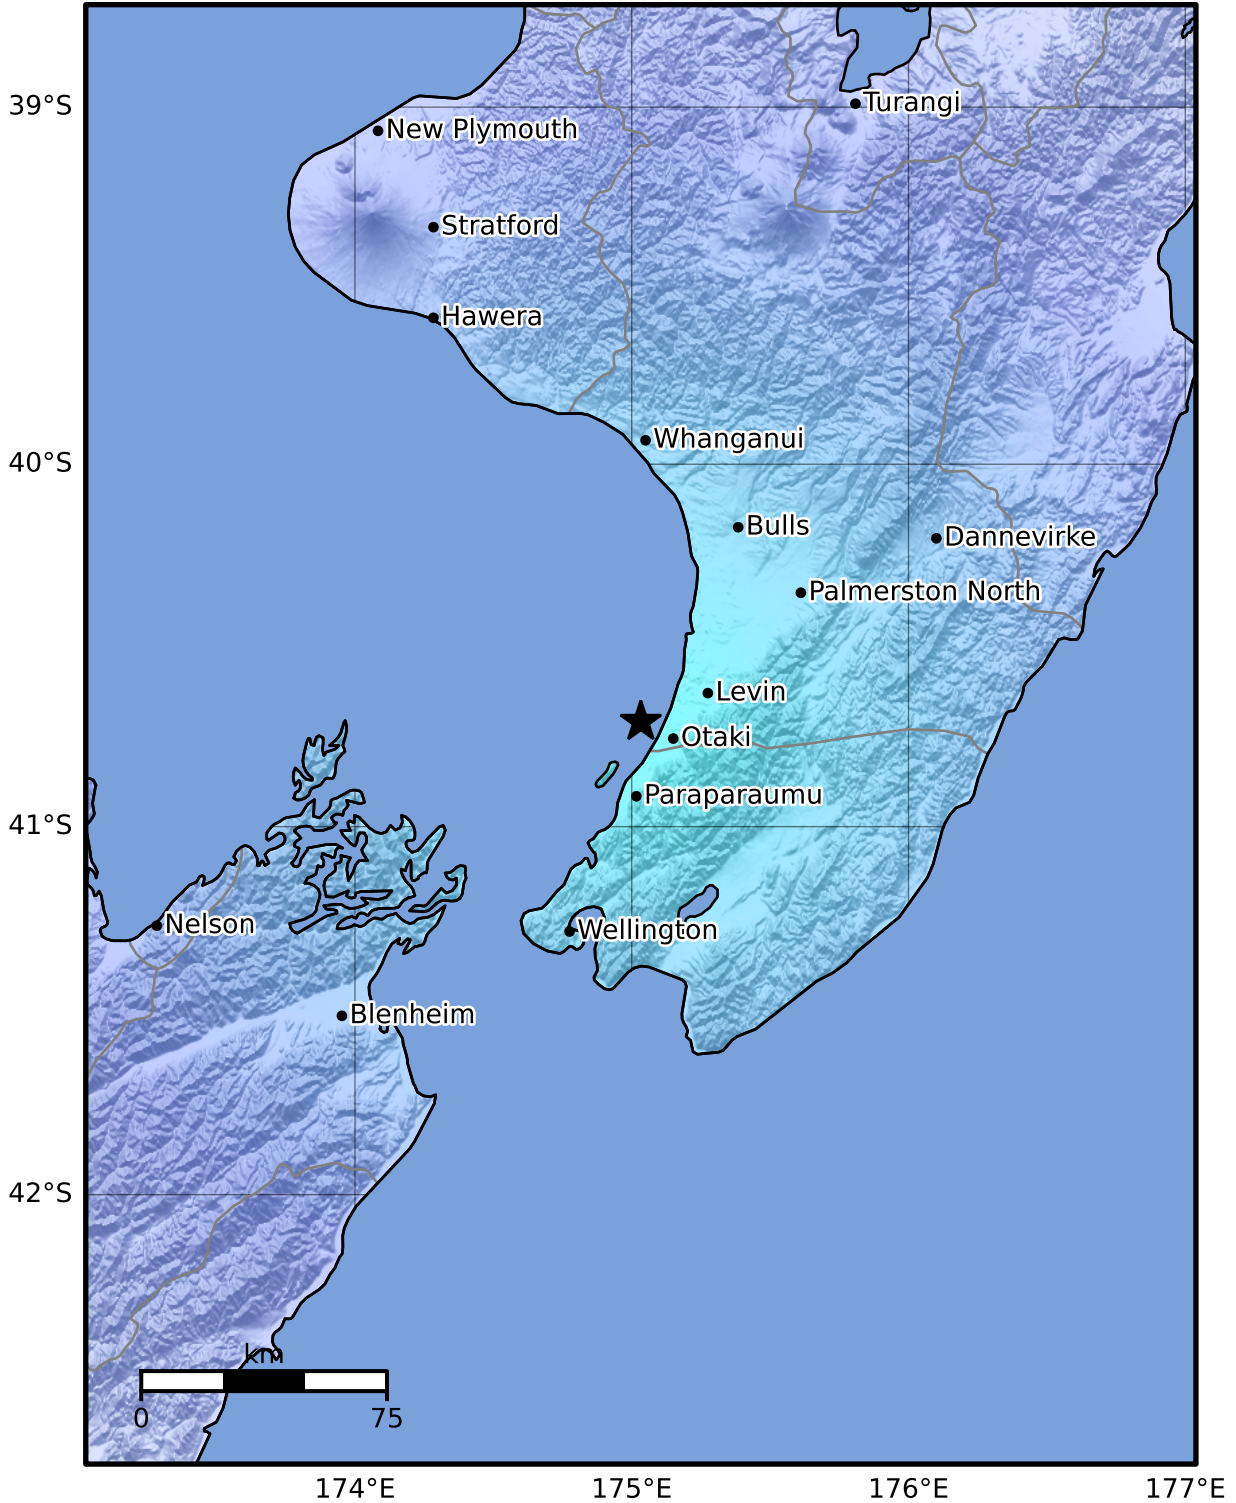 39°S
Turangi
New Plymouth
Stratford
Hawera
Whanganui
40°S
Bulls
Dannevirke
Palmerston North
Levin
Otaki
Paraparaumu
41°S
Nelson
Wellington
Blenheim
42°S
km
0
75
174°E
175°E
176°E
177°E